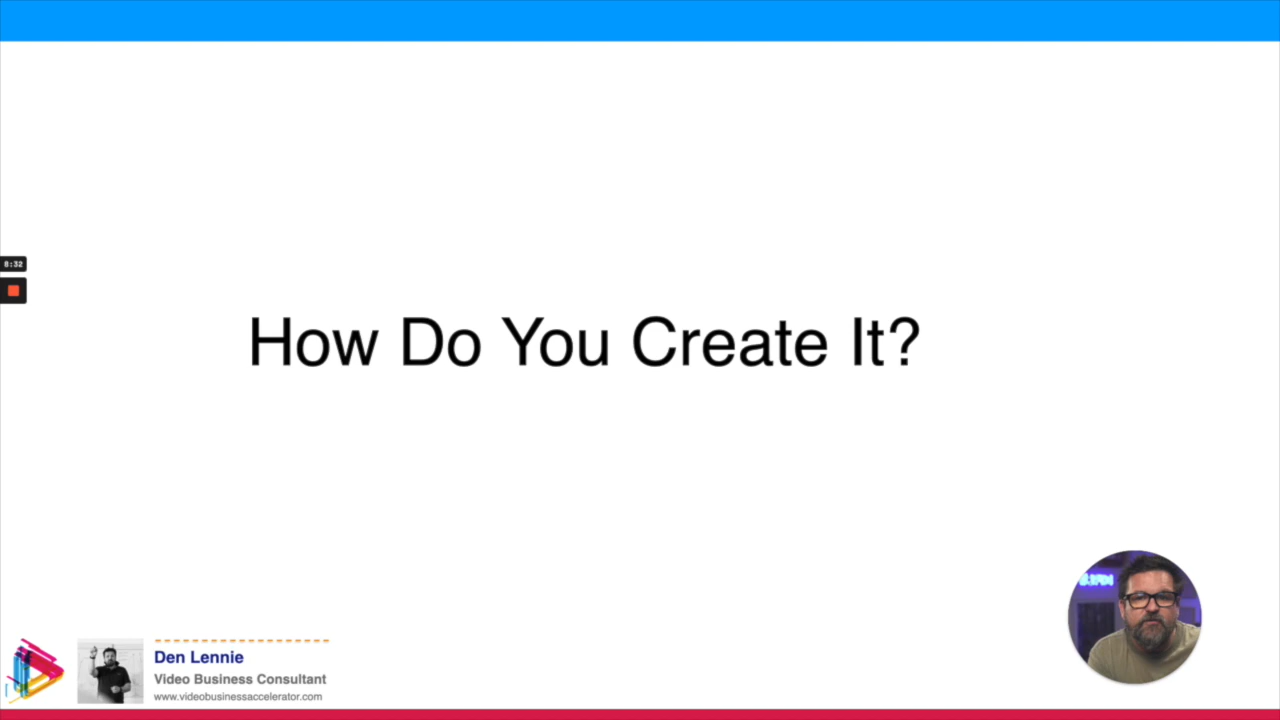 8:32
How Do You Create It?
Den Lennie
Video Business Consultant
www.videobusinessaccelerator.com